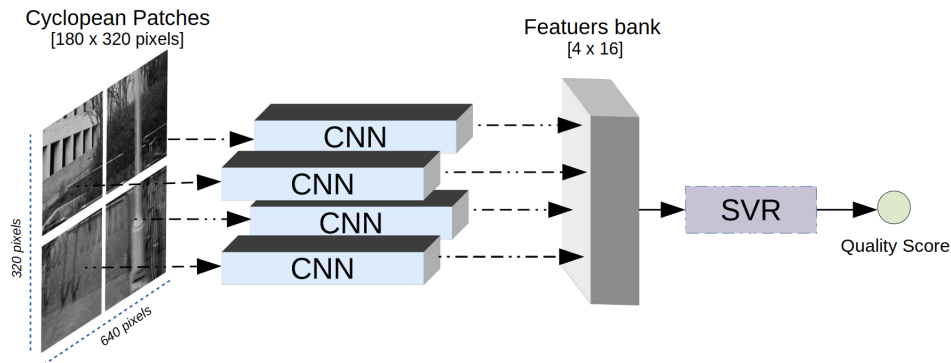 Cyclopean Patches
[180 x 320 pixels]
Featuers bank
[4 x 16]
CNN
CNN
CNN
CNN
SVR
Quality Score
320 pixels
640 pixels